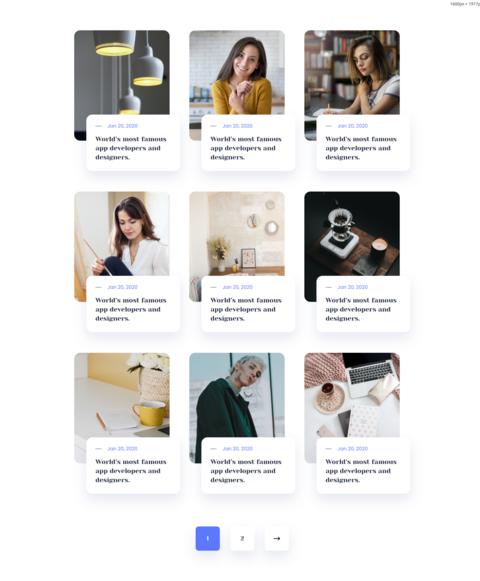 1600px × 1917p
Jan 20, 2020
World's most famous
app developers and
designers.
Jan 20, 2020
World's most famous
app developers and
designers.
Jan 20, 2020
World's most famous
app developers and
designers.
Jan 20, 2020
World's most famous
app developers and
designers.
Jan 20, 2020
World's most famous
app developers and
designers.
Jan 20, 2020
World's most famous
app developers and
designers.
Jan 20, 2020
World's most famous
app developers and
designers.
Jan 20, 2020
World's most famous
app developers and
designers.
Jan 20, 2020
World's most famous
app developers and
designers.
1 2 →